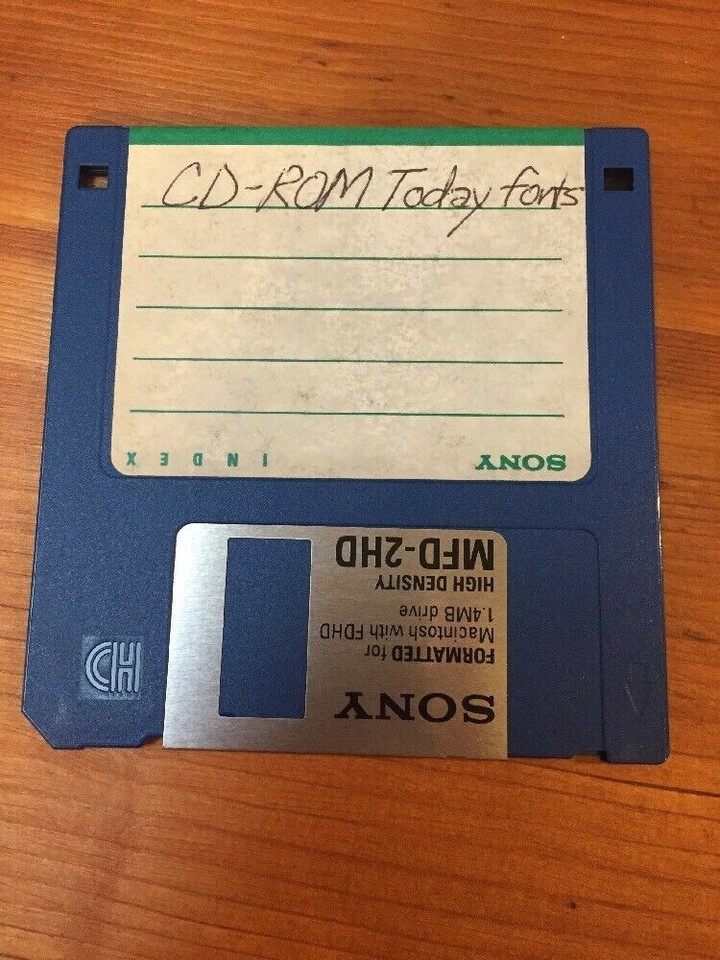 CD-ROM Today fonts
SONY
INDEX
SONY
FORMATTED for
Macintosh with FDHD
1.4MB drive
HIGH DENSITY
MFD-2HD
HD